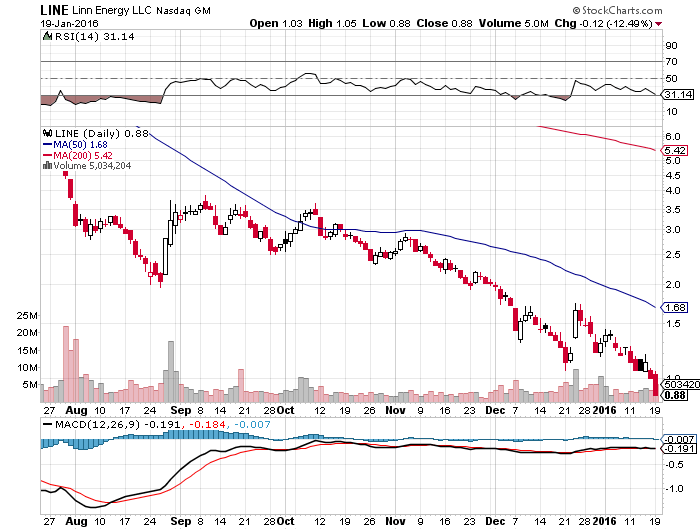 LINE Linn Energy LLC Nasdaq GM © StockCharts.com
19-Jan-2016 Open 1.03 High 1.05 Low 0.88 Close 0.88 Volume 5.0M Chg -0.12 (-12.49%)
RSI(14) 31.14
90
70
50
31.14
10
LINE (Daily) 0.88
MA(50) 1.68
MA(200) 5.42
Volume 5,034,204
6.0
5.42
5.0
4.5
4.0
3.5
3.0
2.5
2.0
1.68
1.5
1.0
503420
0.88
25M
20M
15M
10M
5M
27 Aug 10 17 24 Sep 8 14 21 28 Oct 12 19 26 Nov 9 16 23 Dec 7 14 21 28 2016 11 19
MACD(12,26,9) -0.191, -0.184, -0.007
-0.007
-0.191
-0.5
-1.0
27 Aug 10 17 24 Sep 8 14 21 28 Oct 12 19 26 Nov 9 16 23 Dec 7 14 21 28 2016 11 19